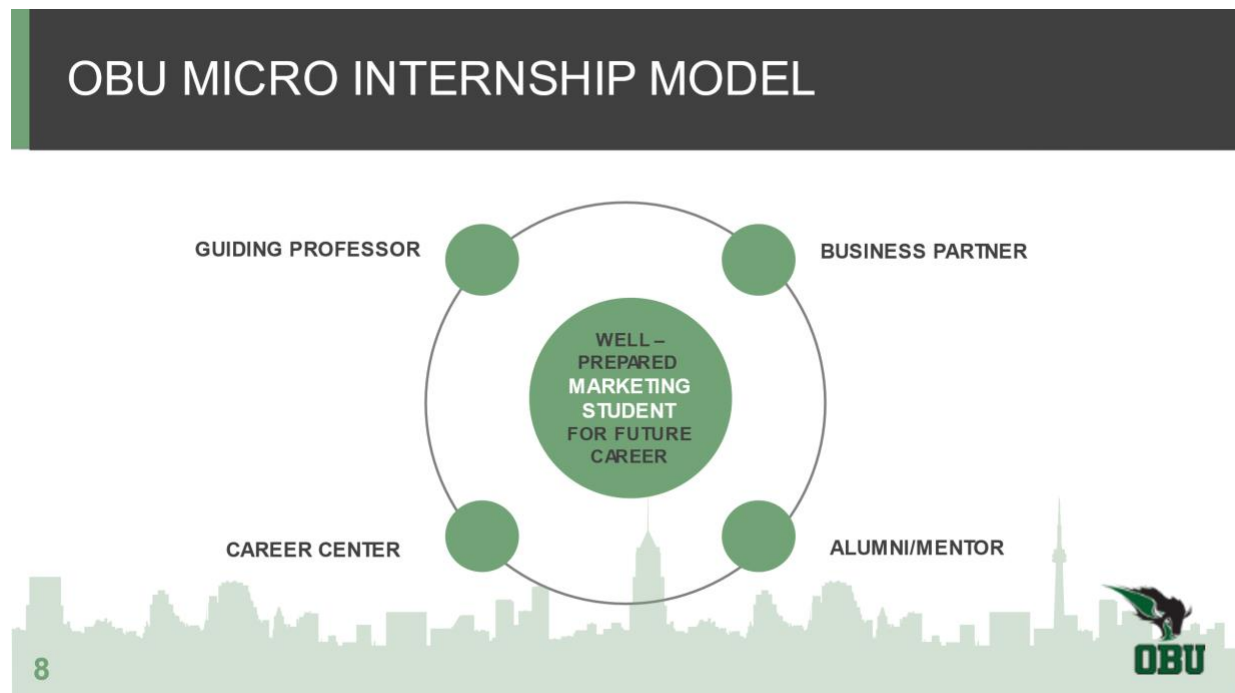 OBU MICRO INTERNSHIP MODEL
GUIDING PROFESSOR
BUSINESS PARTNER
WELL –
PREPARED
MARKETING
STUDENT
FOR FUTURE
CAREER
CAREER CENTER
ALUMNI/MENTOR
8
OBU